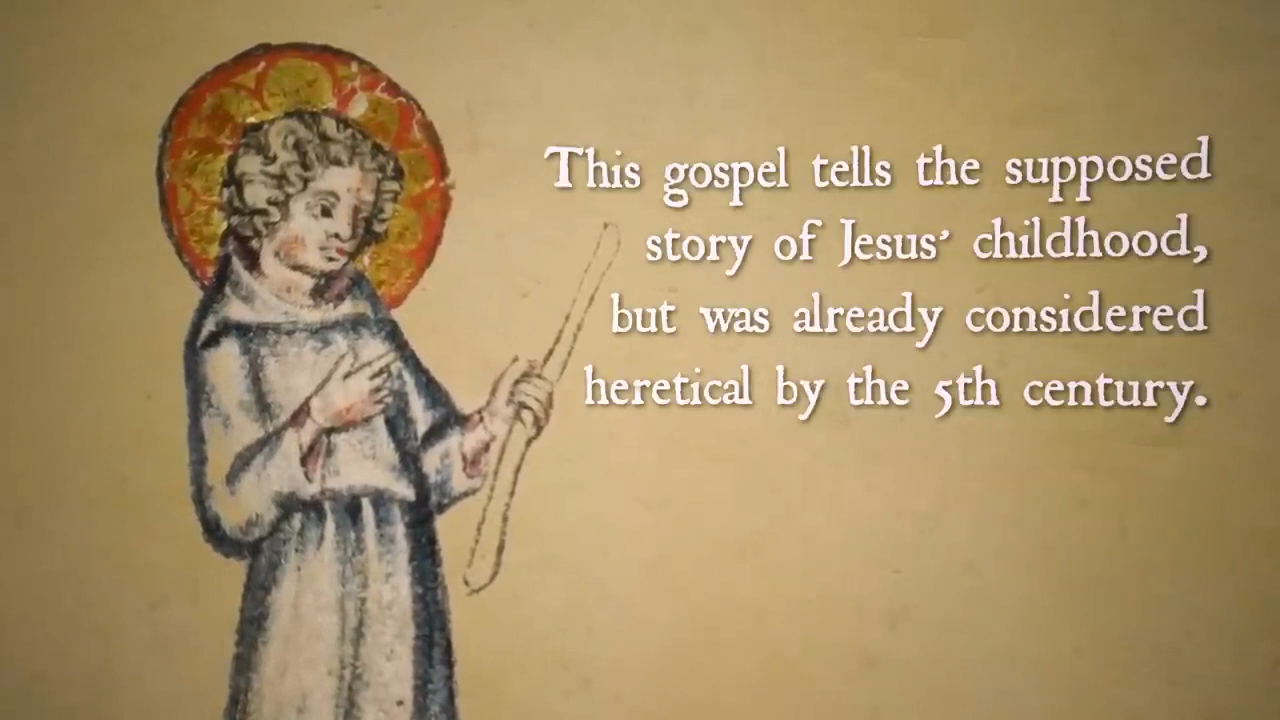 This gospel tells the supposed
story of Jesus’ childhood,
but was already considered
heretical by the 5th century.